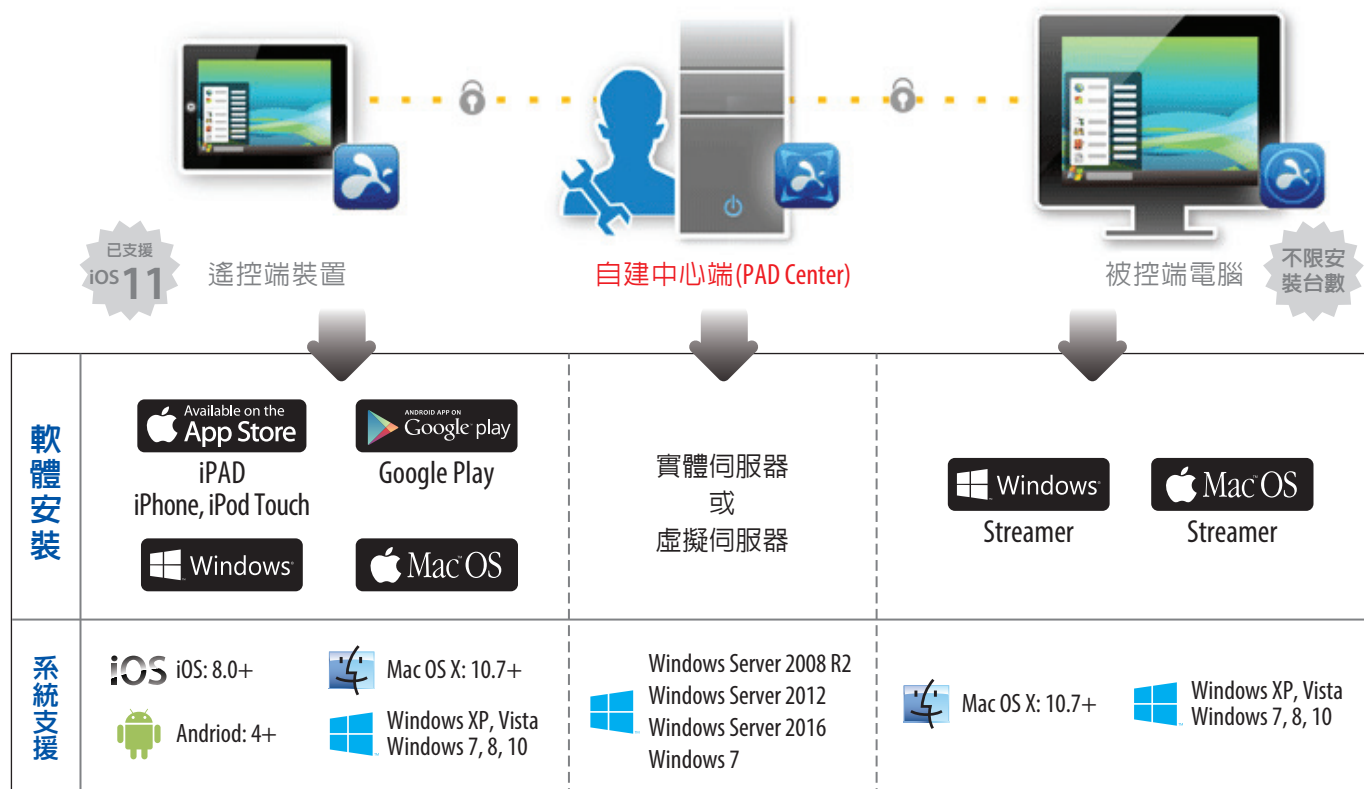 已支援
iOS 11
遙控端裝置
自建中心端(PAD Center)
被控端電腦
不限安
裝台數
軟體安裝
Available on the
App Store
iPAD
iPhone, iPod Touch
ANDROID APP ON
Google play
Google Play
Windows
Mac OS
實體伺服器
或
虛擬伺服器
Windows
Streamer
Mac OS
Streamer
系統支援
iOS iOS: 8.0+
Mac OS X: 10.7+
Andriod: 4+
Windows XP, Vista
Windows 7, 8, 10
Windows Server 2008 R2
Windows Server 2012
Windows Server 2016
Windows 7
Mac OS X: 10.7+
Windows XP, Vista
Windows 7, 8, 10